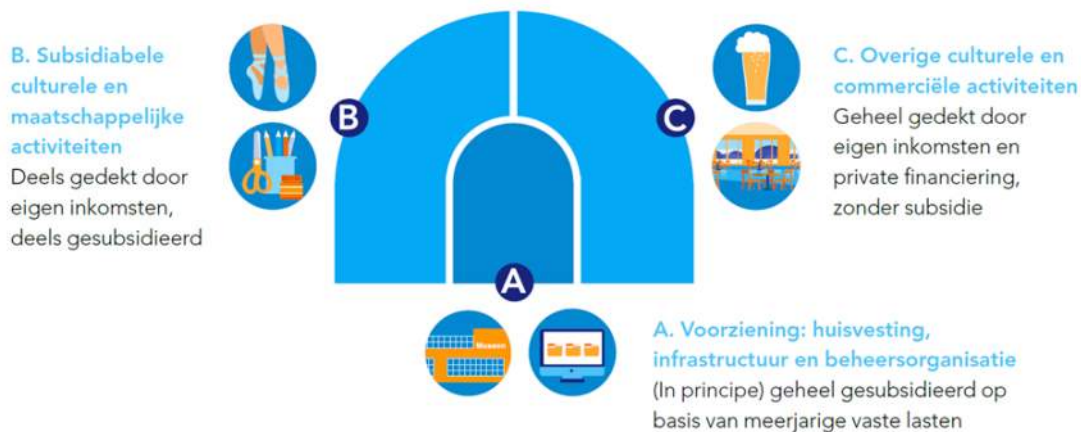 B. Subsidiabele
culturele en
maatschappelijke
activiteiten
Deels gedekt door
eigen inkomsten,
deels gesubsidieerd
B
C
C. Overige culturele en
commerciële activiteiten
Geheel gedekt door
eigen inkomsten en
private financiering,
zonder subsidie
A
Museum
A. Voorziening: huisvesting,
infrastructuur en beheersorganisatie
(In principe) geheel gesubsidieerd op
basis van meerjarige vaste lasten